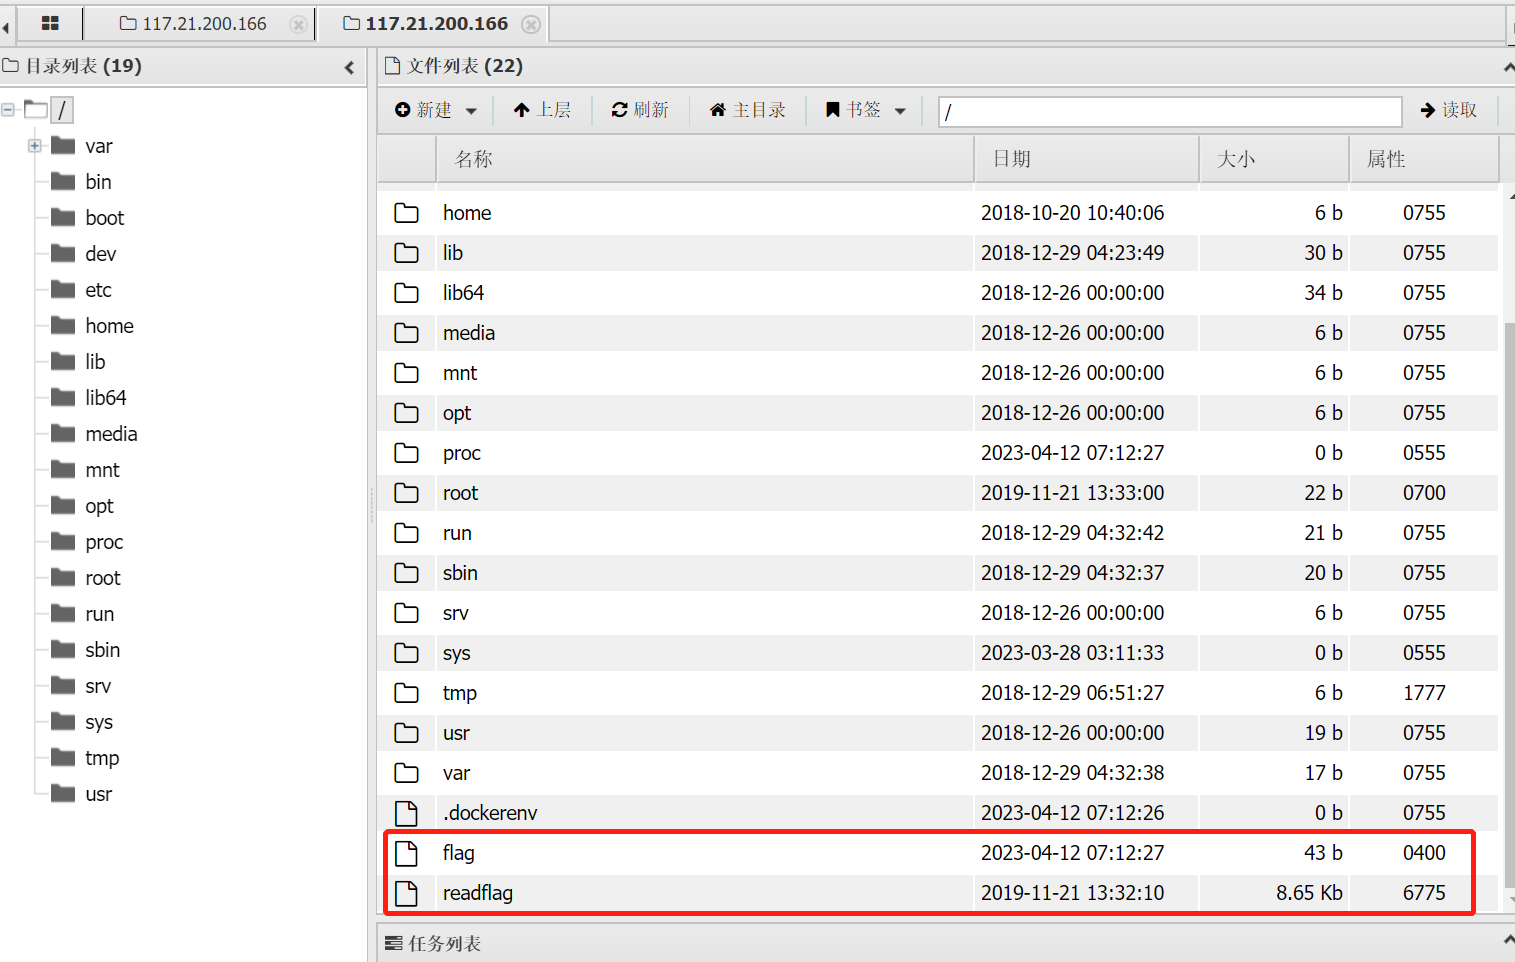 117.21.200.166
117.21.200.166
目录列表 (19)
/
var
bin
boot
dev
etc
home
lib
lib64
media
mnt
opt
proc
root
run
sbin
srv
sys
tmp
usr
文件列表 (22)
新建 上层 刷新 主目录 书签 / 读取
名称 日期 大小 属性
home 2018-10-20 10:40:06 6 b 0755
lib 2018-12-29 04:23:49 30 b 0755
lib64 2018-12-26 00:00:00 34 b 0755
media 2018-12-26 00:00:00 6 b 0755
mnt 2018-12-26 00:00:00 6 b 0755
opt 2018-12-26 00:00:00 6 b 0755
proc 2023-04-12 07:12:27 0 b 0555
root 2019-11-21 13:33:00 22 b 0700
run 2018-12-29 04:32:42 21 b 0755
sbin 2018-12-29 04:32:37 20 b 0755
srv 2018-12-26 00:00:00 6 b 0755
sys 2023-03-28 03:11:33 0 b 0555
tmp 2018-12-29 06:51:27 6 b 1777
usr 2018-12-26 00:00:00 19 b 0755
var 2018-12-29 04:32:38 17 b 0755
.dockerenv 2023-04-12 07:12:26 0 b 0755
flag 2023-04-12 07:12:27 43 b 0400
readflag 2019-11-21 13:32:10 8.65 Kb 6775
任务列表